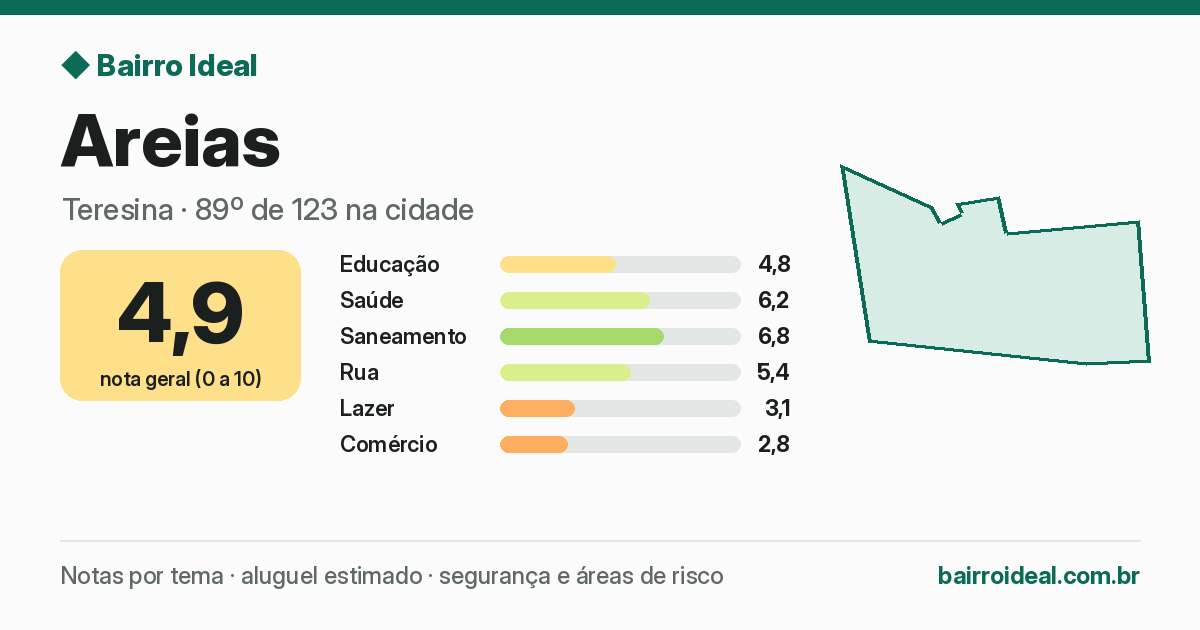 Bairro Ideal
Areias
Teresina · 89º de 123 na cidade
4,9
nota geral (0 a 10)
Educação 4,8
Saúde 6,2
Saneamento 6,8
Rua 5,4
Lazer 3,1
Comércio 2,8
Notas por tema · aluguel estimado · segurança e áreas de risco
bairroideal.com.br